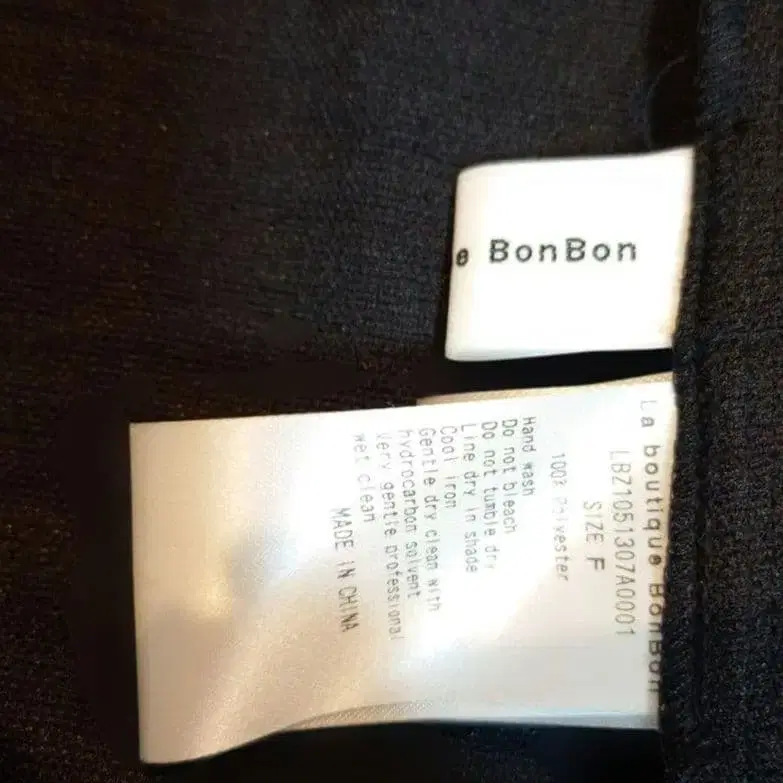 e BonBon
La boutique BonBon
LBZ1051307A0001
SIZE F
100% Polyester
Hand wash
Do not bleach
Do not tumble dry
Line dry in shade
Cool iron
Gentle dry clean with
hydrocarbon solvent
Very gentle professional
wet clean
MADE IN CHINA